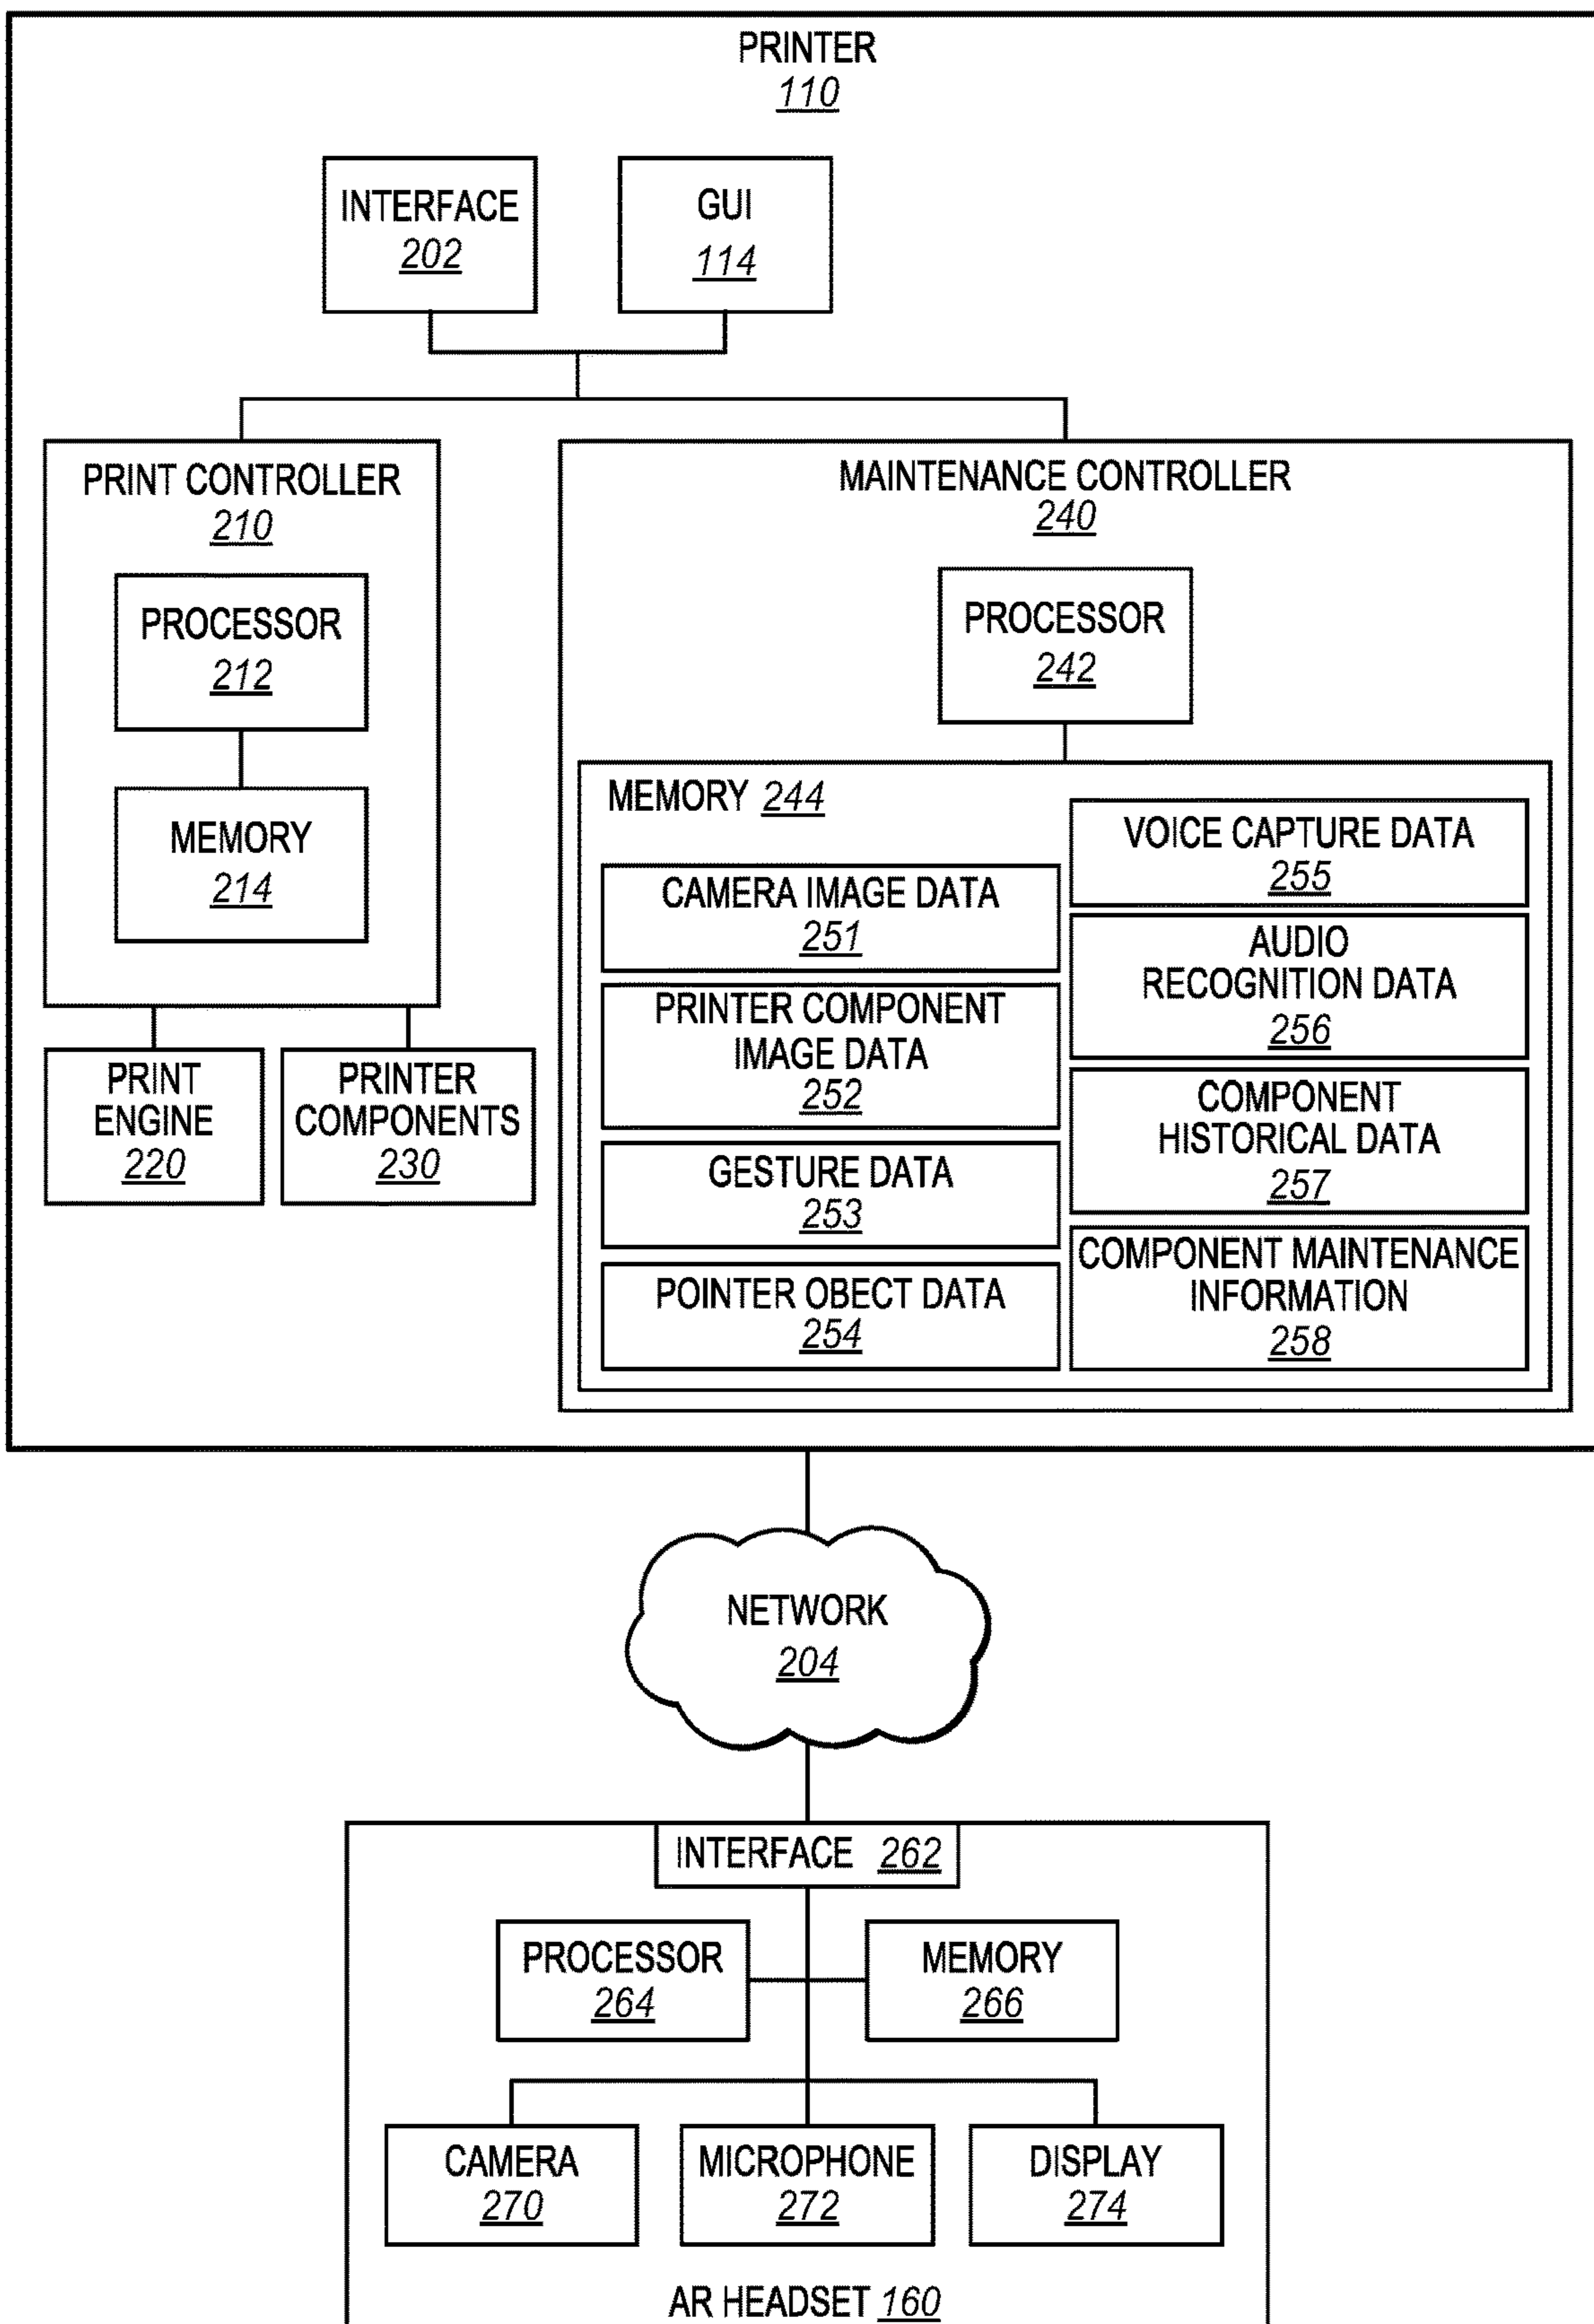 PRINTER
110
INTERFACE
202
GUI
114
PRINT CONTROLLER
210
PROCESSOR
212
MEMORY
214
PRINT
ENGINE
220
PRINTER
COMPONENTS
230
MAINTENANCE CONTROLLER
240
PROCESSOR
242
MEMORY 244
CAMERA IMAGE DATA
251
PRINTER COMPONENT
IMAGE DATA
252
GESTURE DATA
253
POINTER OBECT DATA
254
VOICE CAPTURE DATA
255
AUDIO
RECOGNITION DATA
256
COMPONENT
HISTORICAL DATA
257
COMPONENT MAINTENANCE
INFORMATION
258
NETWORK
204
INTERFACE 262
PROCESSOR
264
MEMORY
266
CAMERA
270
MICROPHONE
272
DISPLAY
274
AR HEADSET 160